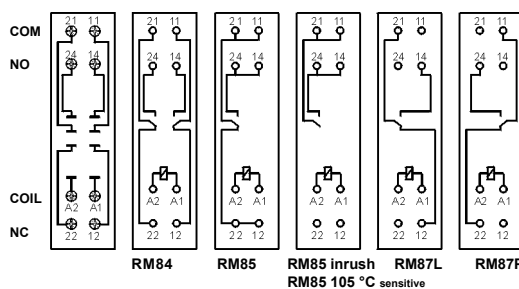 COM 21 11 21 11 21 11 21 11 21 11 21 11
NO 24 14 24 14 24 14 24 14 24 14 24 14
COIL A2 A1 A2 A1 A2 A1 A2 A1 A2 A1 A2 A1
NC 22 12 22 12 22 12 22 12 22 12 22 12
RM84 RM85 RM85 inrush RM87L RM87P
RM85 105 °C sensitive